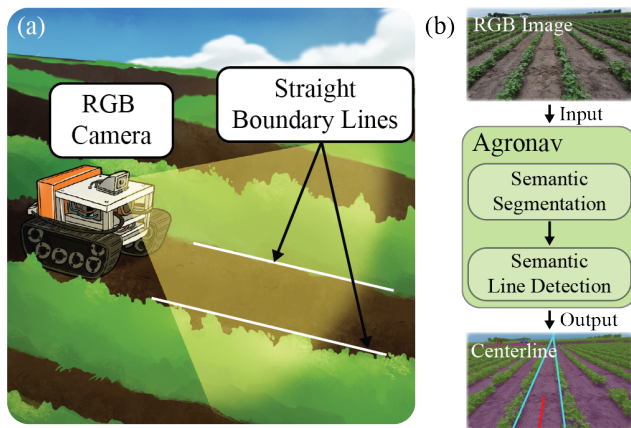 (a)
RGB
Camera
Straight
Boundary Lines
(b)
RGB Image
Input
Agronav
Semantic
Segmentation
Semantic
Line Detection
Output
Centerline